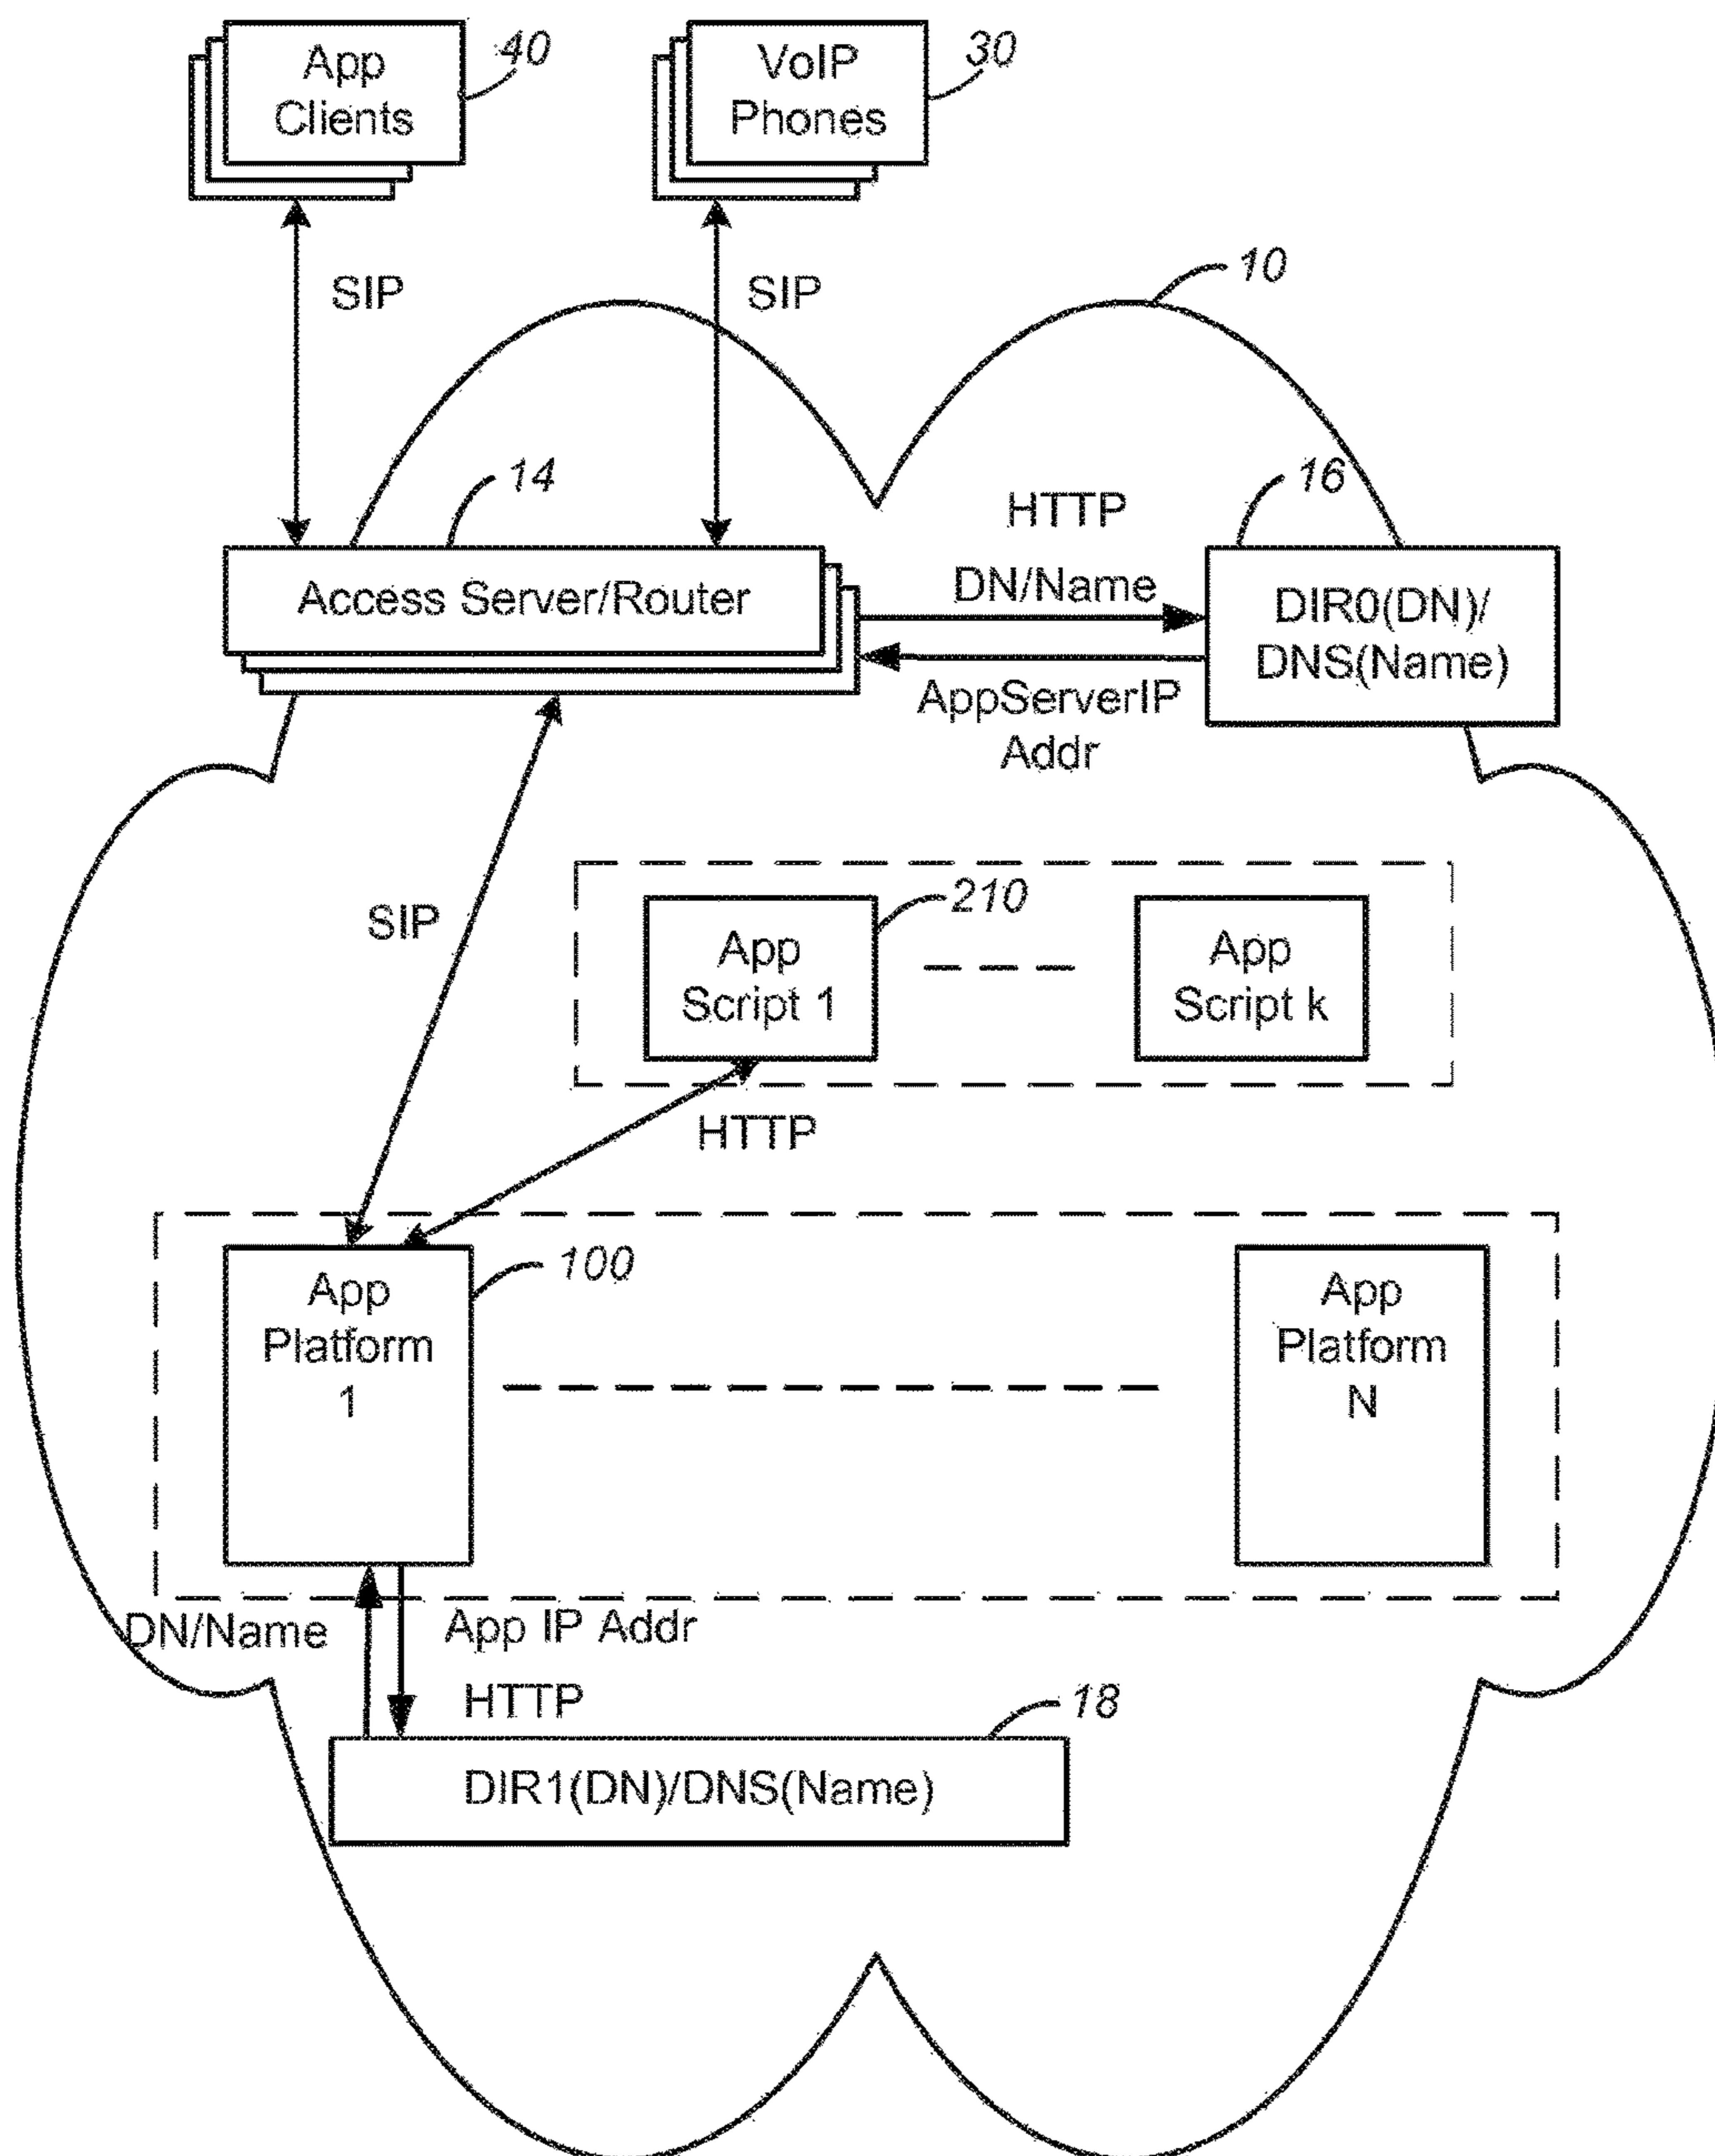 App
Clients
40
VoIP
Phones
30
SIP
SIP
10
14
16
HTTP
Access Server/Router
DN/Name
DIR0(DN)/
DNS(Name)
AppServerIP
Addr
SIP
210
App
Script 1
App
Script k
HTTP
100
App
Platform
1
App
Platform
N
DN/Name
App IP Addr
HTTP
18
DIR1(DN)/DNS(Name)